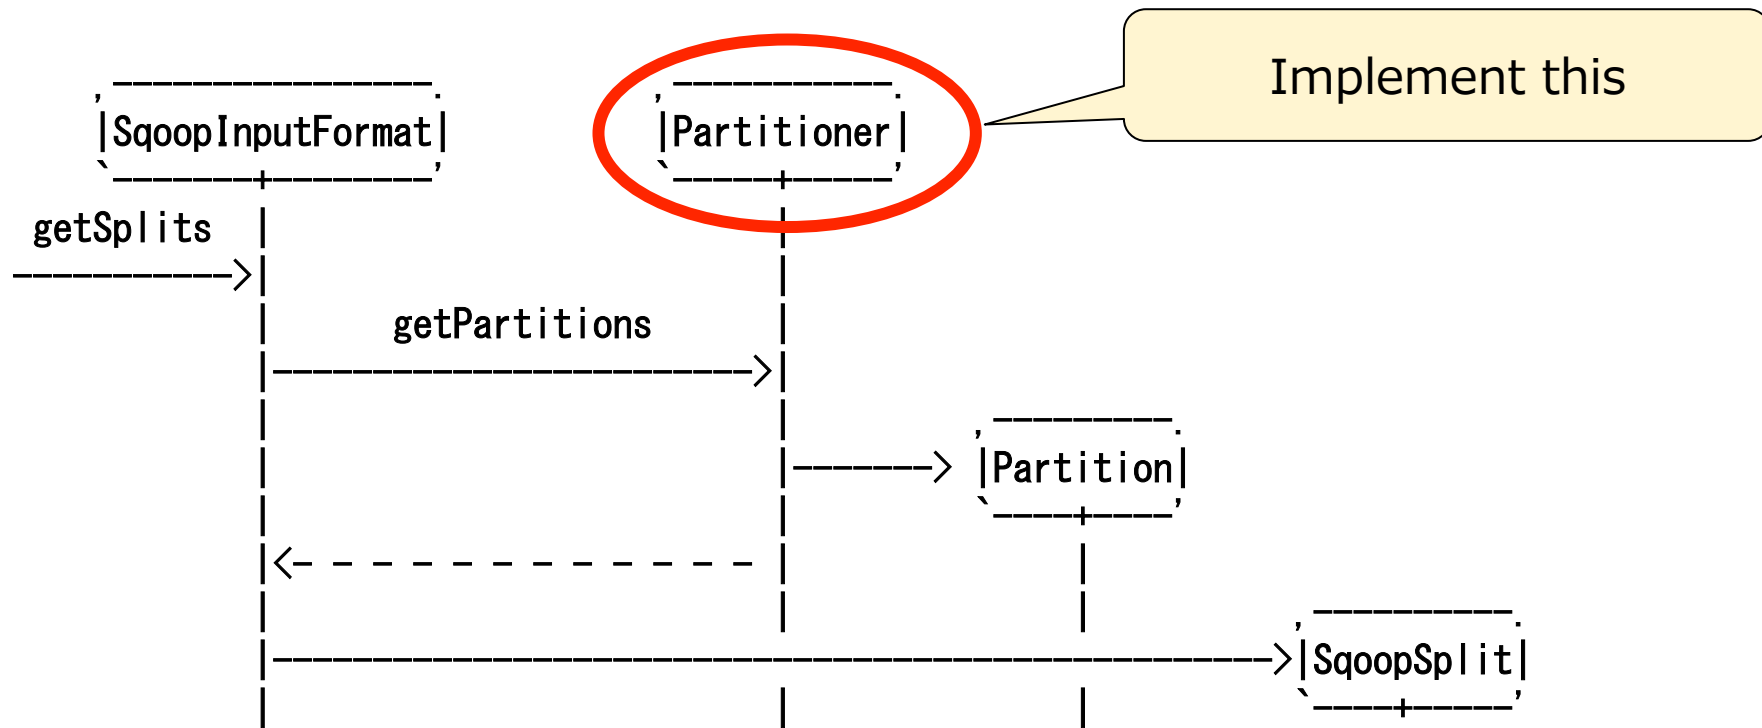 Implement this
|SqoopInputFormat| |Partitioner|
getSplits
getPartitions
|Partition|
|SqoopSplit|